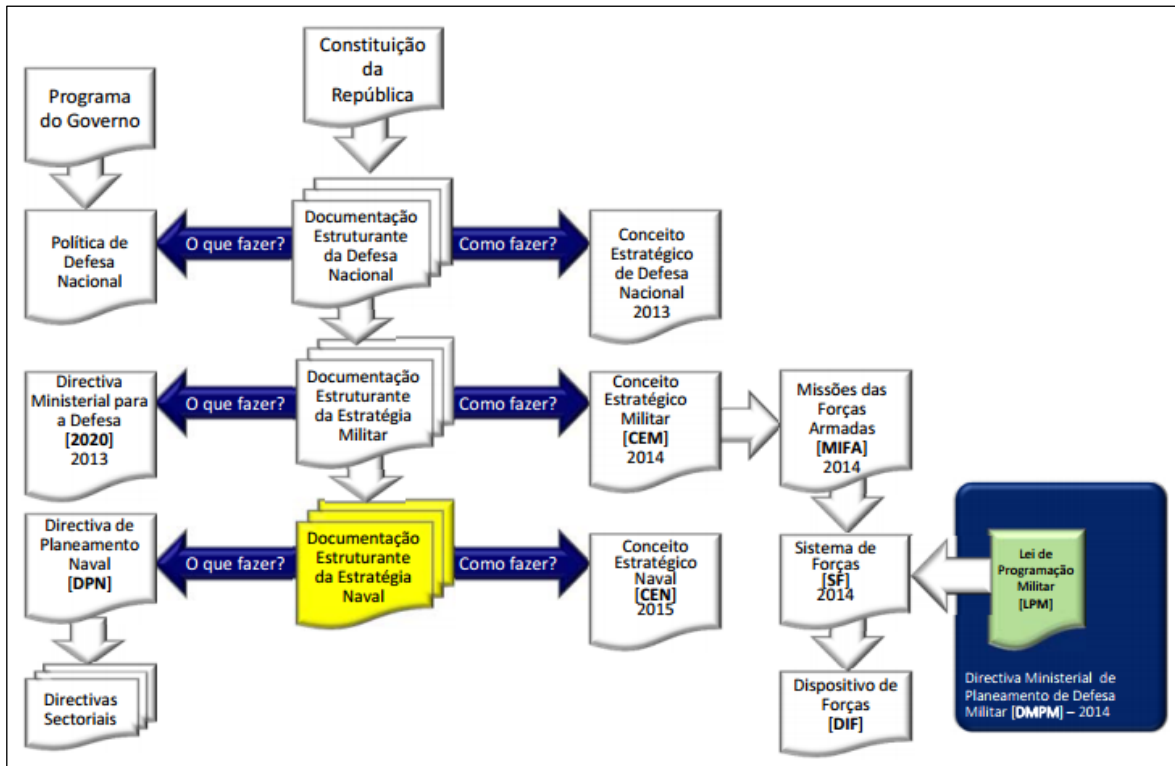 Constituição
da
República
Programa
do Governo
Política de
Defesa
Nacional
O que fazer?
Documentação
Estruturante
da Defesa
Nacional
Como fazer?
Conceito
Estratégico
de Defesa
Nacional
2013
Directiva
Ministerial para
a Defesa
[2020]
2013
O que fazer?
Documentação
Estruturante
da Estratégia
Militar
Como fazer?
Conceito
Estratégico
Militar
[CEM]
2014
Missões das
Forças
Armadas
[MIFA]
2014
Directiva de
Planeamento
Naval
[DPN]
O que fazer?
Documentação
Estruturante
da Estratégia
Naval
Como fazer?
Conceito
Estratégico
Naval
[CEN]
2015
Sistema de
Forças
[SF]
2014
Lei de
Programação
Militar
[LPM]
Directivas
Sectoriais
Dispositivo de
Forças
[DIF]
Directiva Ministerial de
Planeamento de Defesa
Militar [DMPM] – 2014